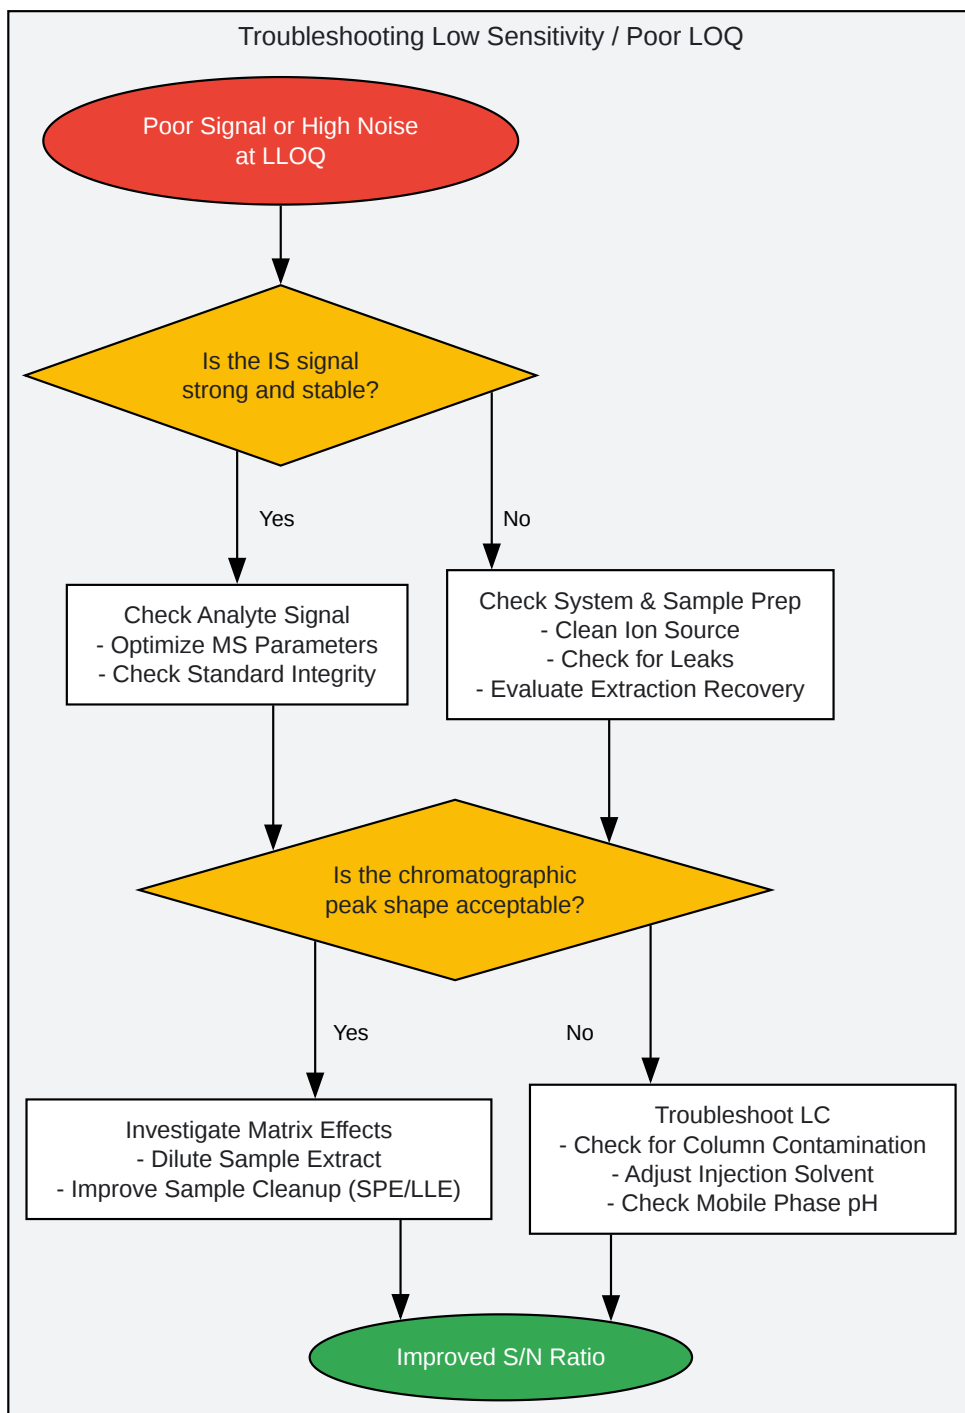 Troubleshooting Low Sensitivity / Poor LOQ
Poor Signal or High Noise
at LLOQ
Is the IS signal
strong and stable?
Yes
No
Check Analyte Signal
- Optimize MS Parameters
- Check Standard Integrity
Check System & Sample Prep
- Clean Ion Source
- Check for Leaks
- Evaluate Extraction Recovery
Is the chromatographic
peak shape acceptable?
Yes
No
Investigate Matrix Effects
- Dilute Sample Extract
- Improve Sample Cleanup (SPE/LLE)
Troubleshoot LC
- Check for Column Contamination
- Adjust Injection Solvent
- Check Mobile Phase pH
Improved S/N Ratio